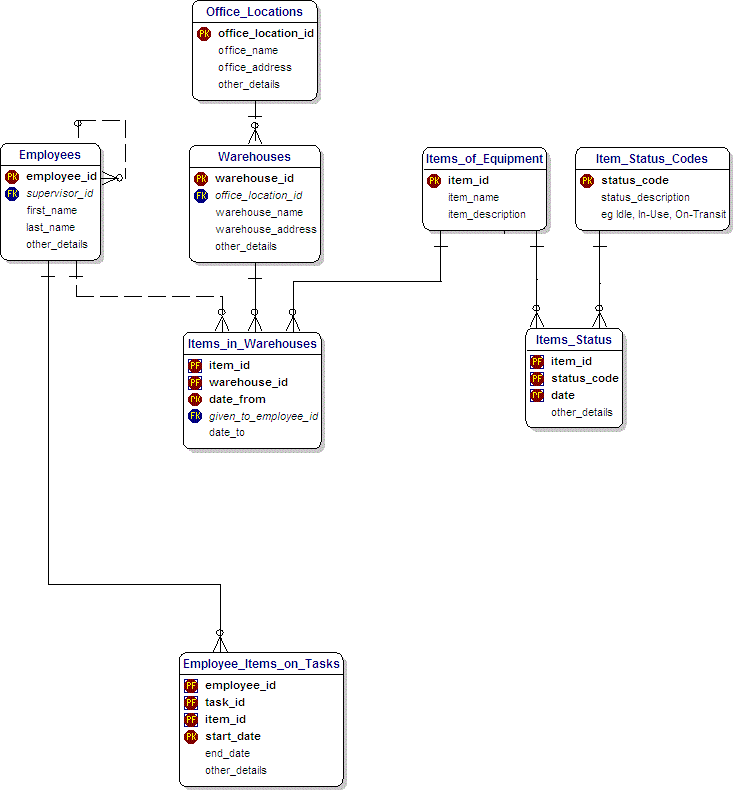 Office_Locations
PK office_location_id
office_name
office_address
other_details
Employees
PK employee_id
FK supervisor_id
first_name
last_name
other_details
Warehouses
PK warehouse_id
FK office_location_id
warehouse_name
warehouse_address
other_details
Items_of_Equipment
PK item_id
item_name
item_description
Item_Status_Codes
PK status_code
status_description
eg Idle, In-Use, On-Transit
Items_in_Warehouses
PF item_id
PF warehouse_id
PK date_from
FK given_to_employee_id
date_to
Items_Status
PF item_id
PF status_code
PF date
other_details
Employee_Items_on_Tasks
PF employee_id
PF task_id
PF item_id
PK start_date
end_date
other_details